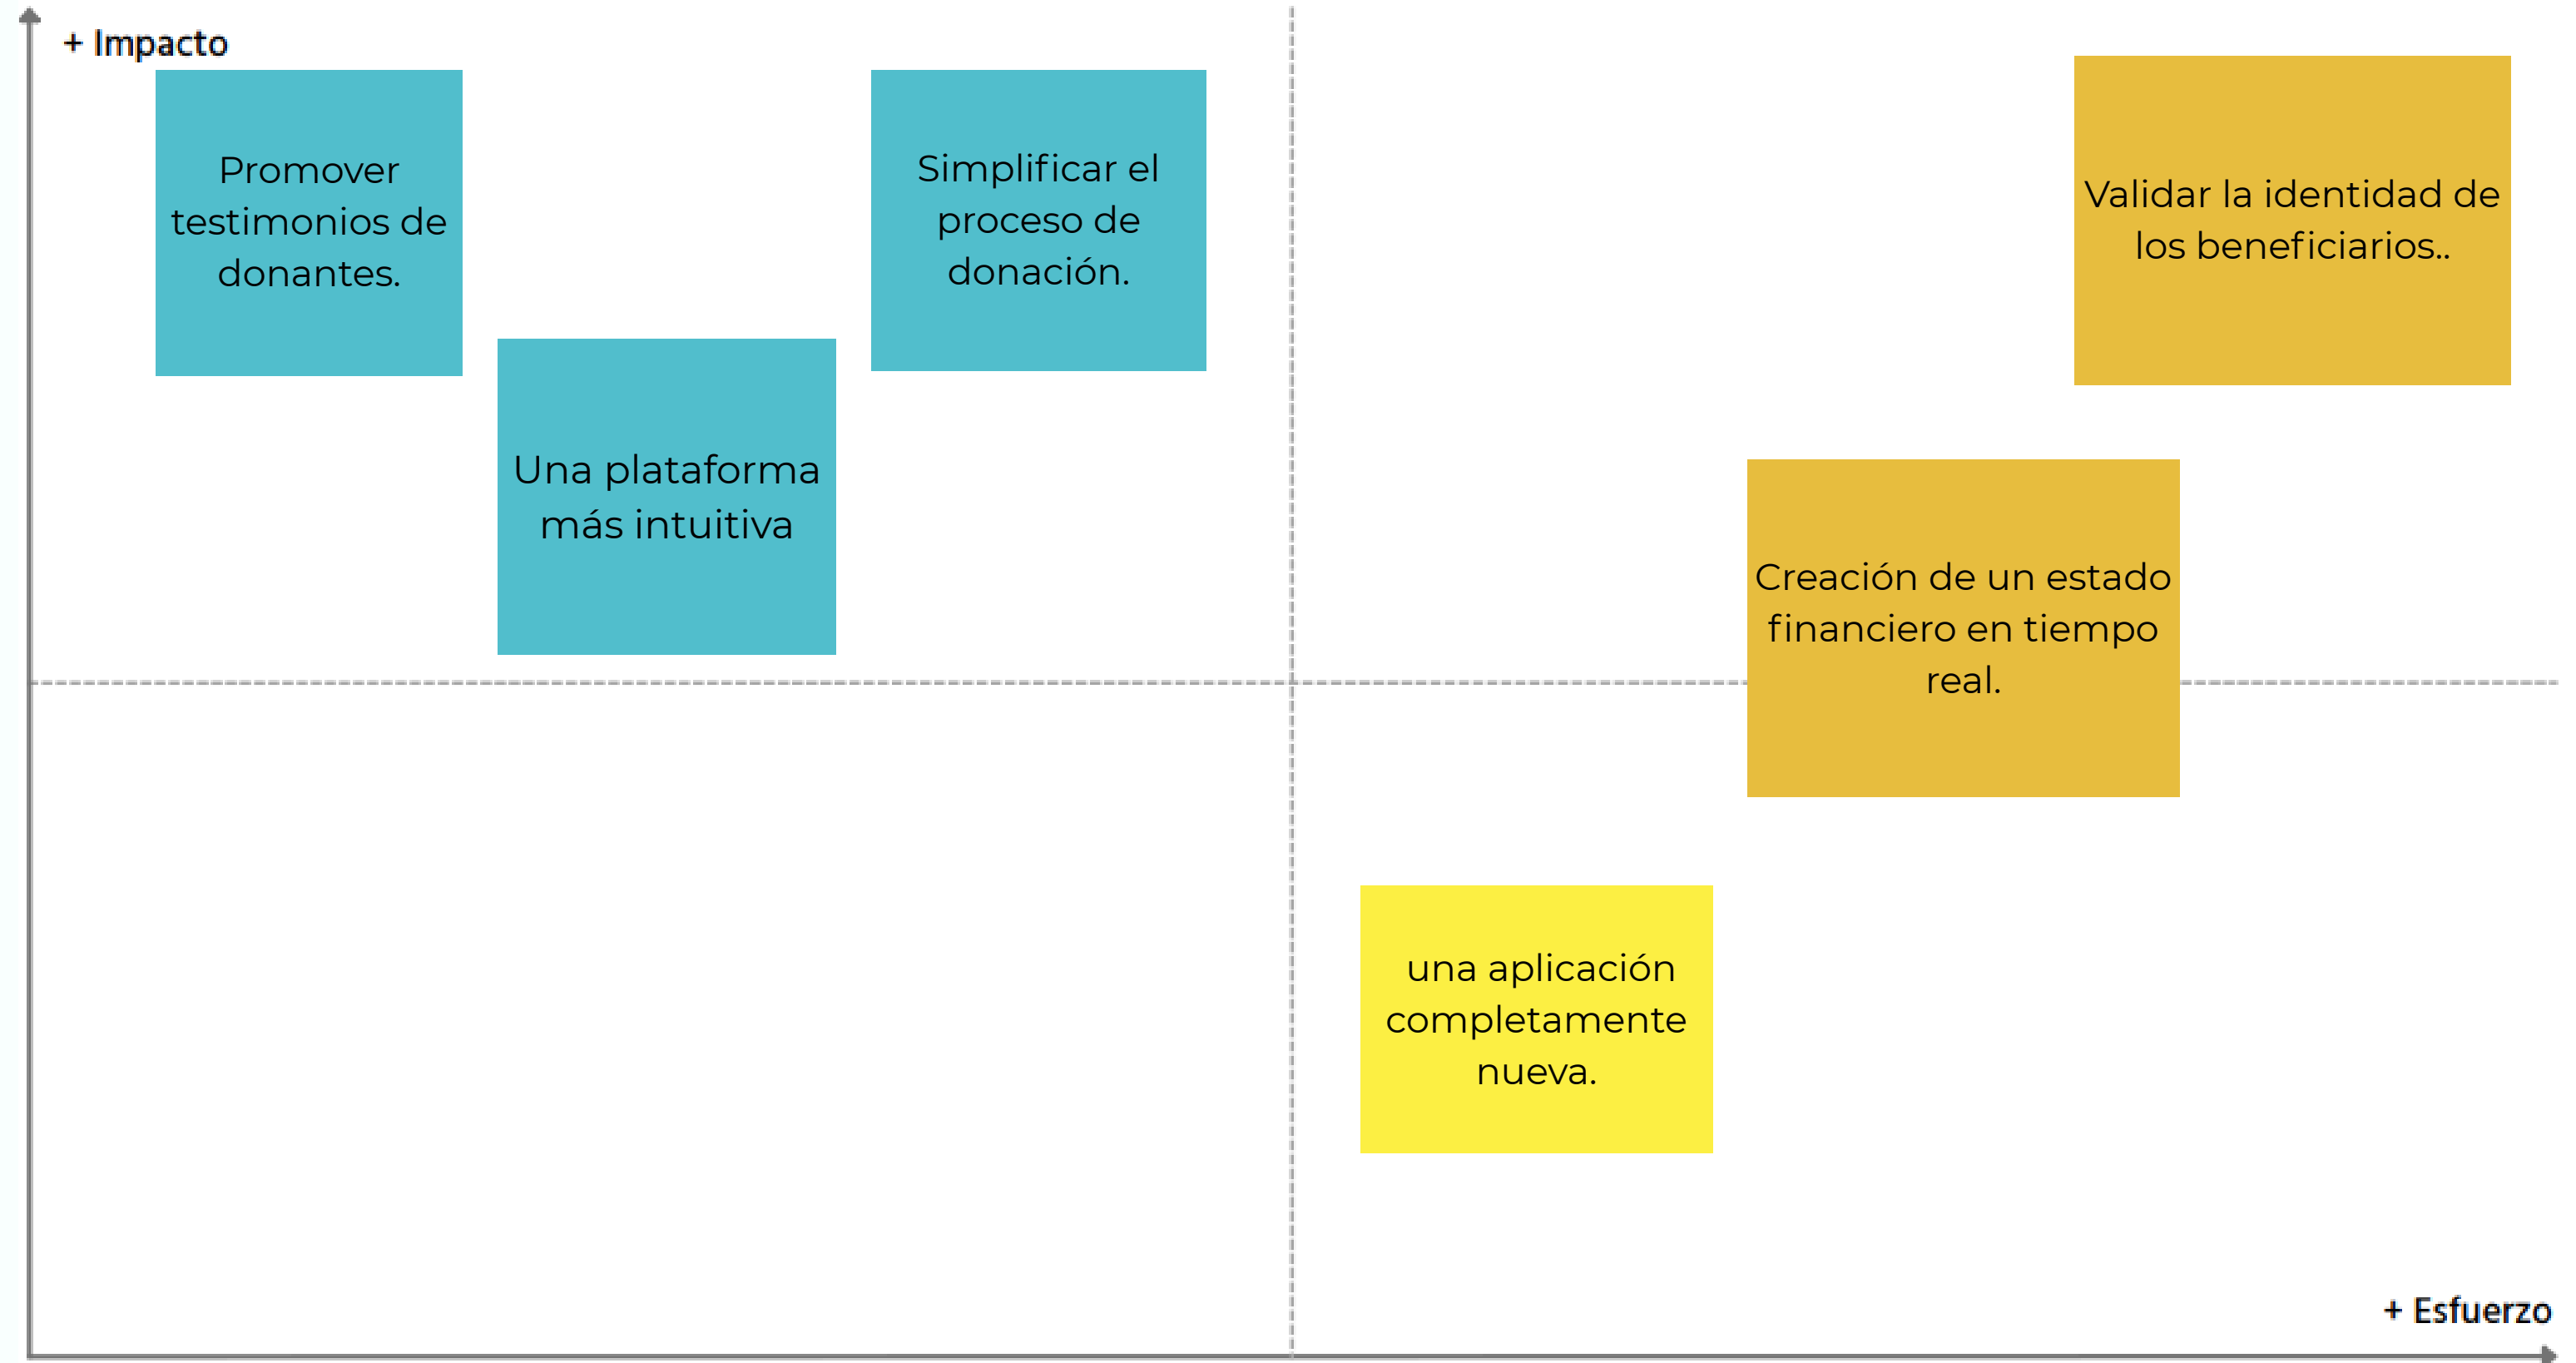 + Impacto
Promover
testimonios de
donantes.
Simplificar el
proceso de
donación.
Validar la identidad de
los beneficiarios..
Una plataforma
más intuitiva
Creación de un estado
financiero en tiempo
real.
una aplicación
completamente
nueva.
+ Esfuerzo